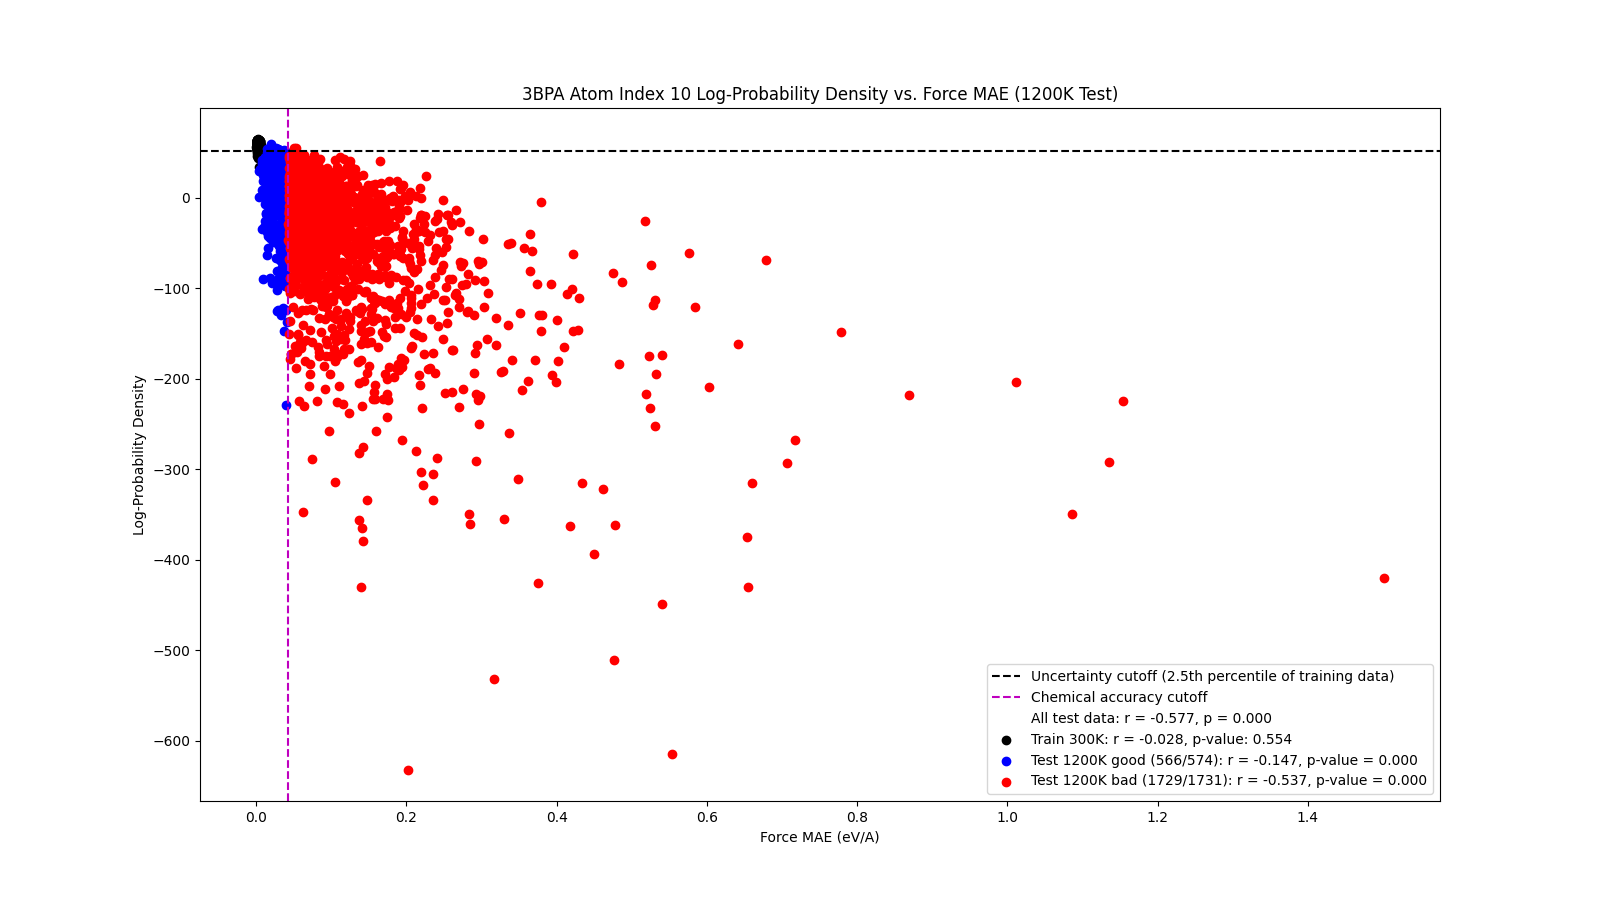 3BPA Atom Index 10 Log-Probability Density vs. Force MAE (1200K Test)
Log-Probability Density
0
−100
−200
−300
−400
−500
−600
0.0 0.2 0.4 0.6 0.8 1.0 1.2 1.4
Force MAE (eV/A)
Uncertainty cutoff (2.5th percentile of training data)
Chemical accuracy cutoff
All test data: r = -0.577, p = 0.000
Train 300K: r = -0.028, p-value: 0.554
Test 1200K good (566/574): r = -0.147, p-value = 0.000
Test 1200K bad (1729/1731): r = -0.537, p-value = 0.000